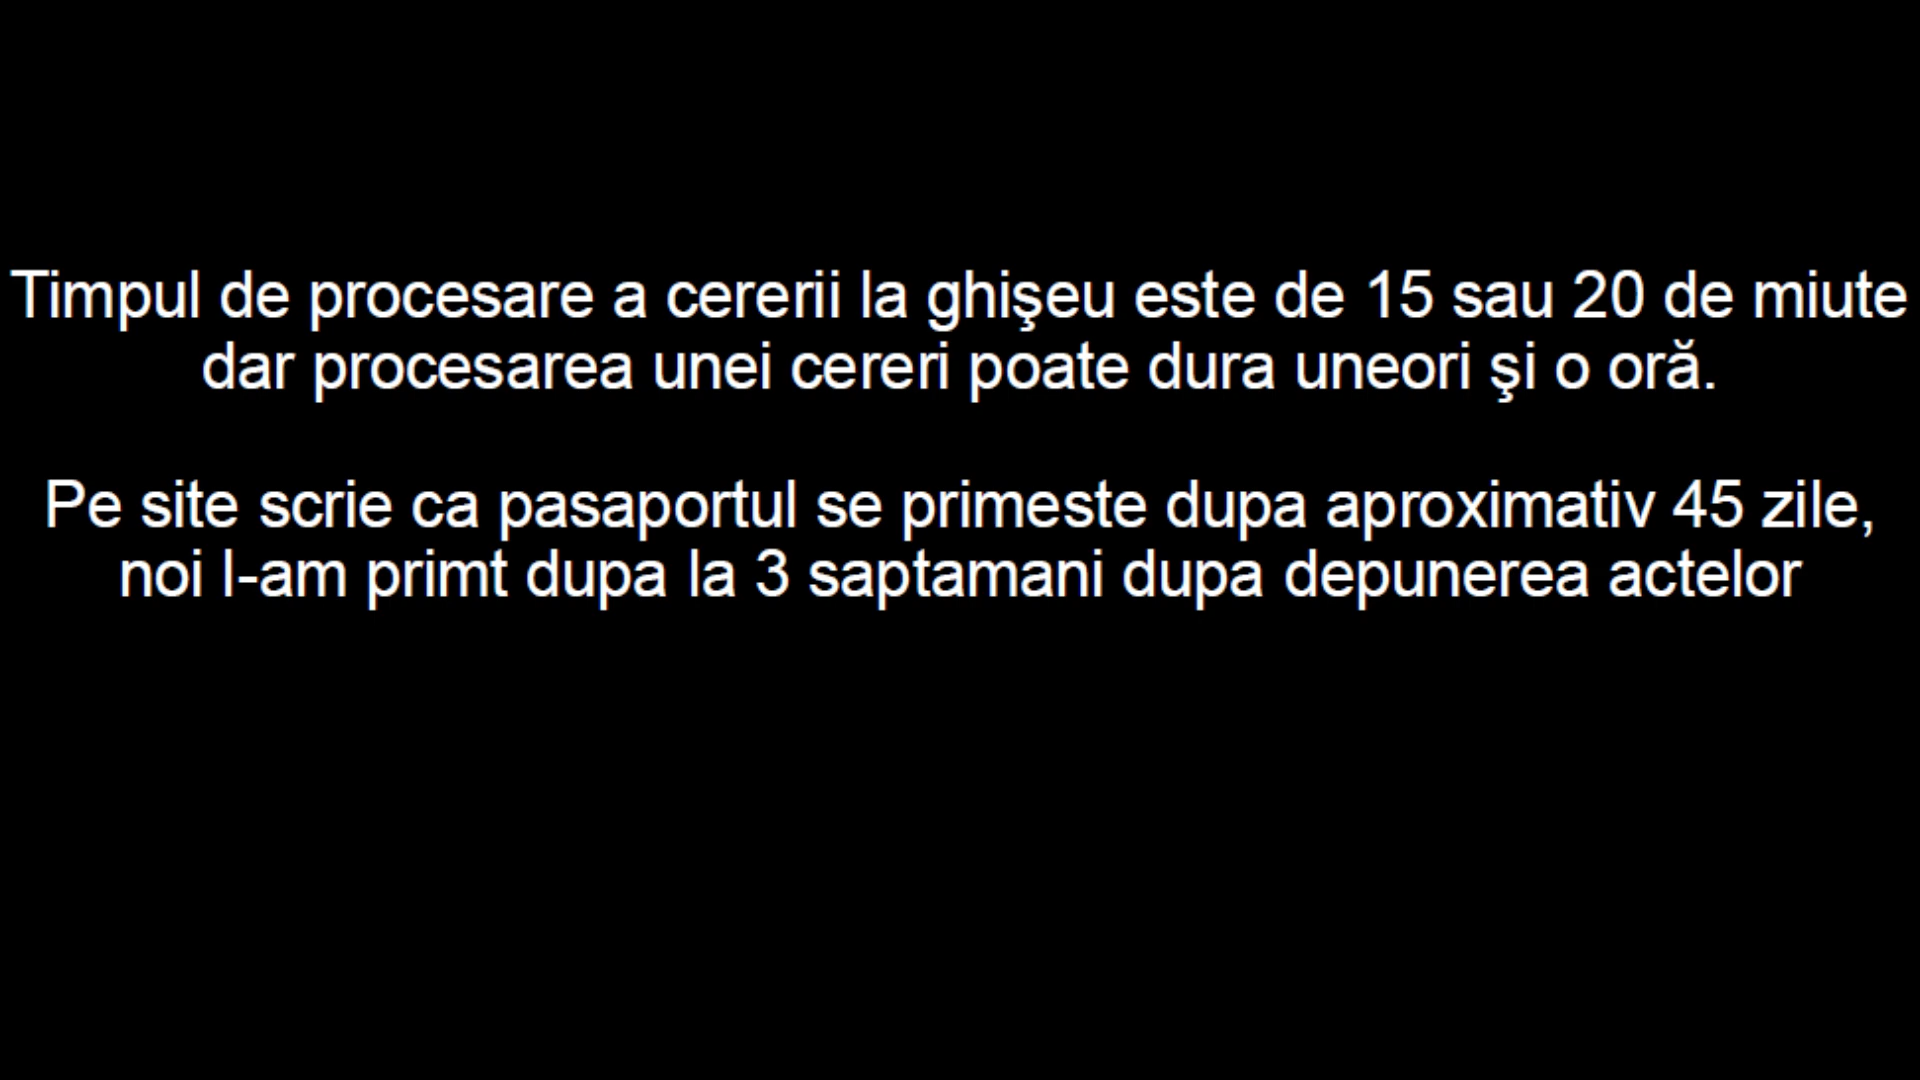 Timpul de procesare a cererii la ghişeu este de 15 sau 20 de miute
dar procesarea unei cereri poate dura uneori şi o oră.
Pe site scrie ca pasaportul se primeste dupa aproximativ 45 zile,
noi l-am primt dupa la 3 saptamani dupa depunerea actelor